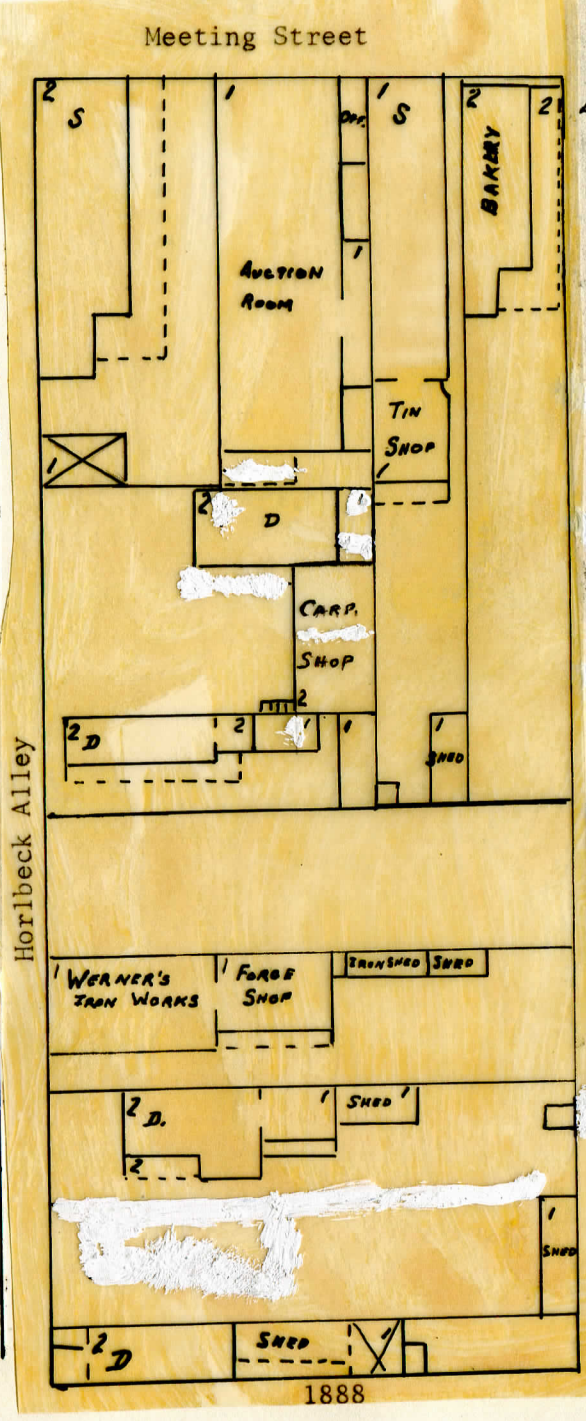 Meeting Street
2
S
1
OFF.
1
S
2
BAKERY
2
AUCTION
ROOM
1
TIN
SHOP
1
1
2
D
1
CARP.
SHOP
2
2
D
2
1
1
1
SHED
Horlbeck Alley
1
WERNER'S
IRON WORKS
1
FORGE
SHOP
IRON SHED
SHED
2
D.
1
SHED
1
2
1
SHED
2
D
SHED
1
1888